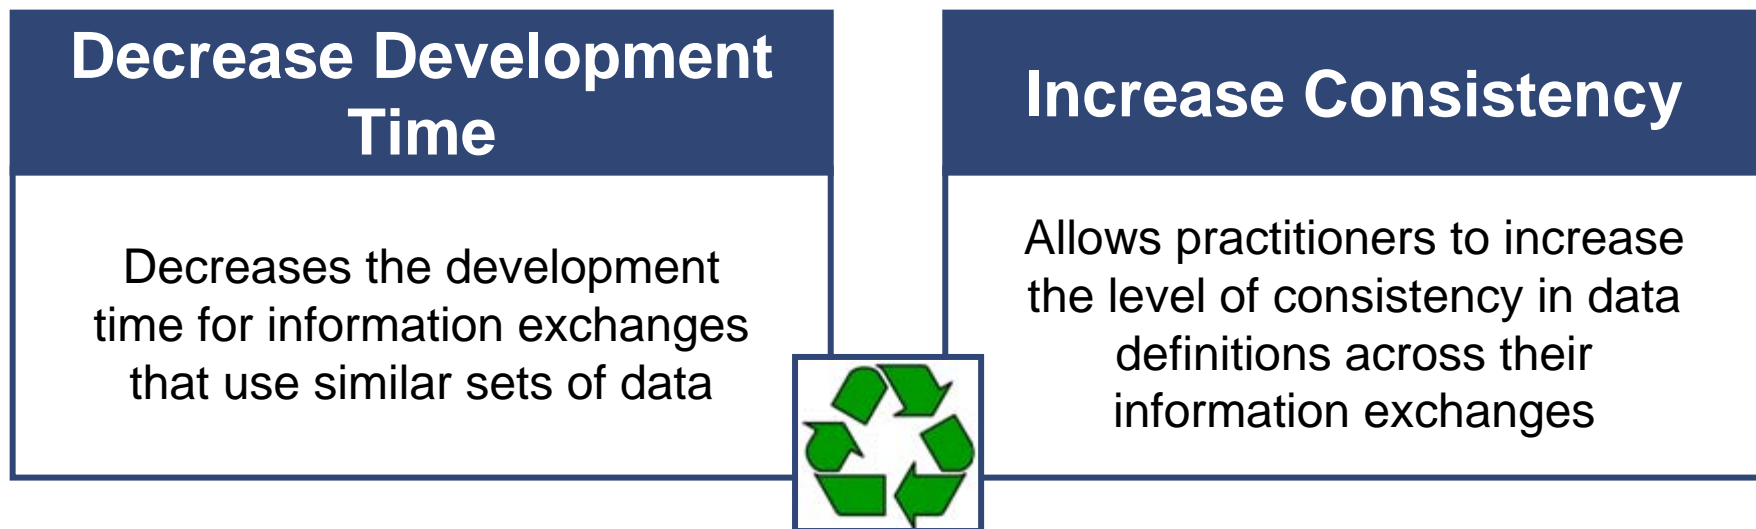 Decrease Development
Time
Decreases the development
time for information exchanges
that use similar sets of data
Increase Consistency
Allows practitioners to increase
the level of consistency in data
definitions across their
information exchanges